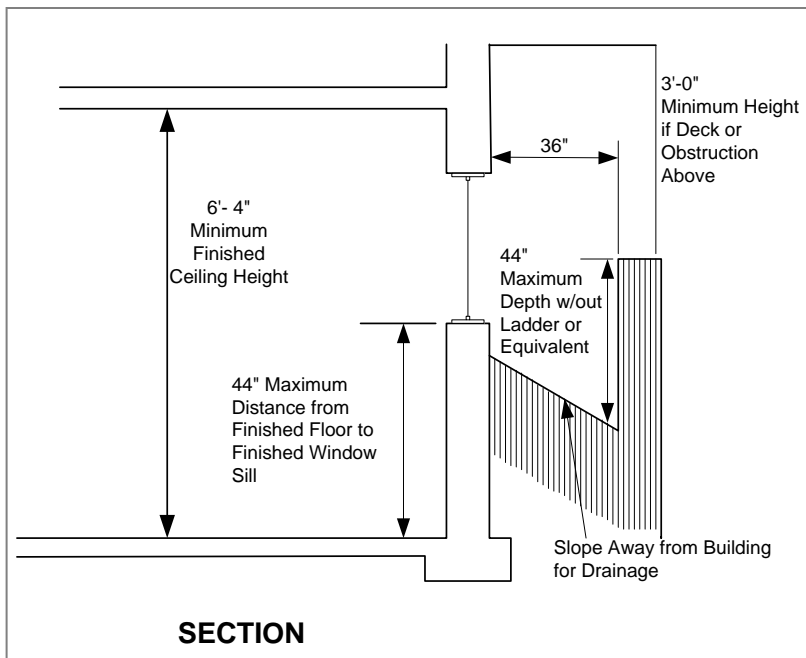 3'-0"
Minimum Height
if Deck or
Obstruction
Above
36"
6'- 4"
Minimum
Finished
Ceiling Height
44"
Maximum
Depth w/out
Ladder or
Equivalent
44" Maximum
Distance from
Finished Floor to
Finished Window
Sill
Slope Away from Building
for Drainage
SECTION